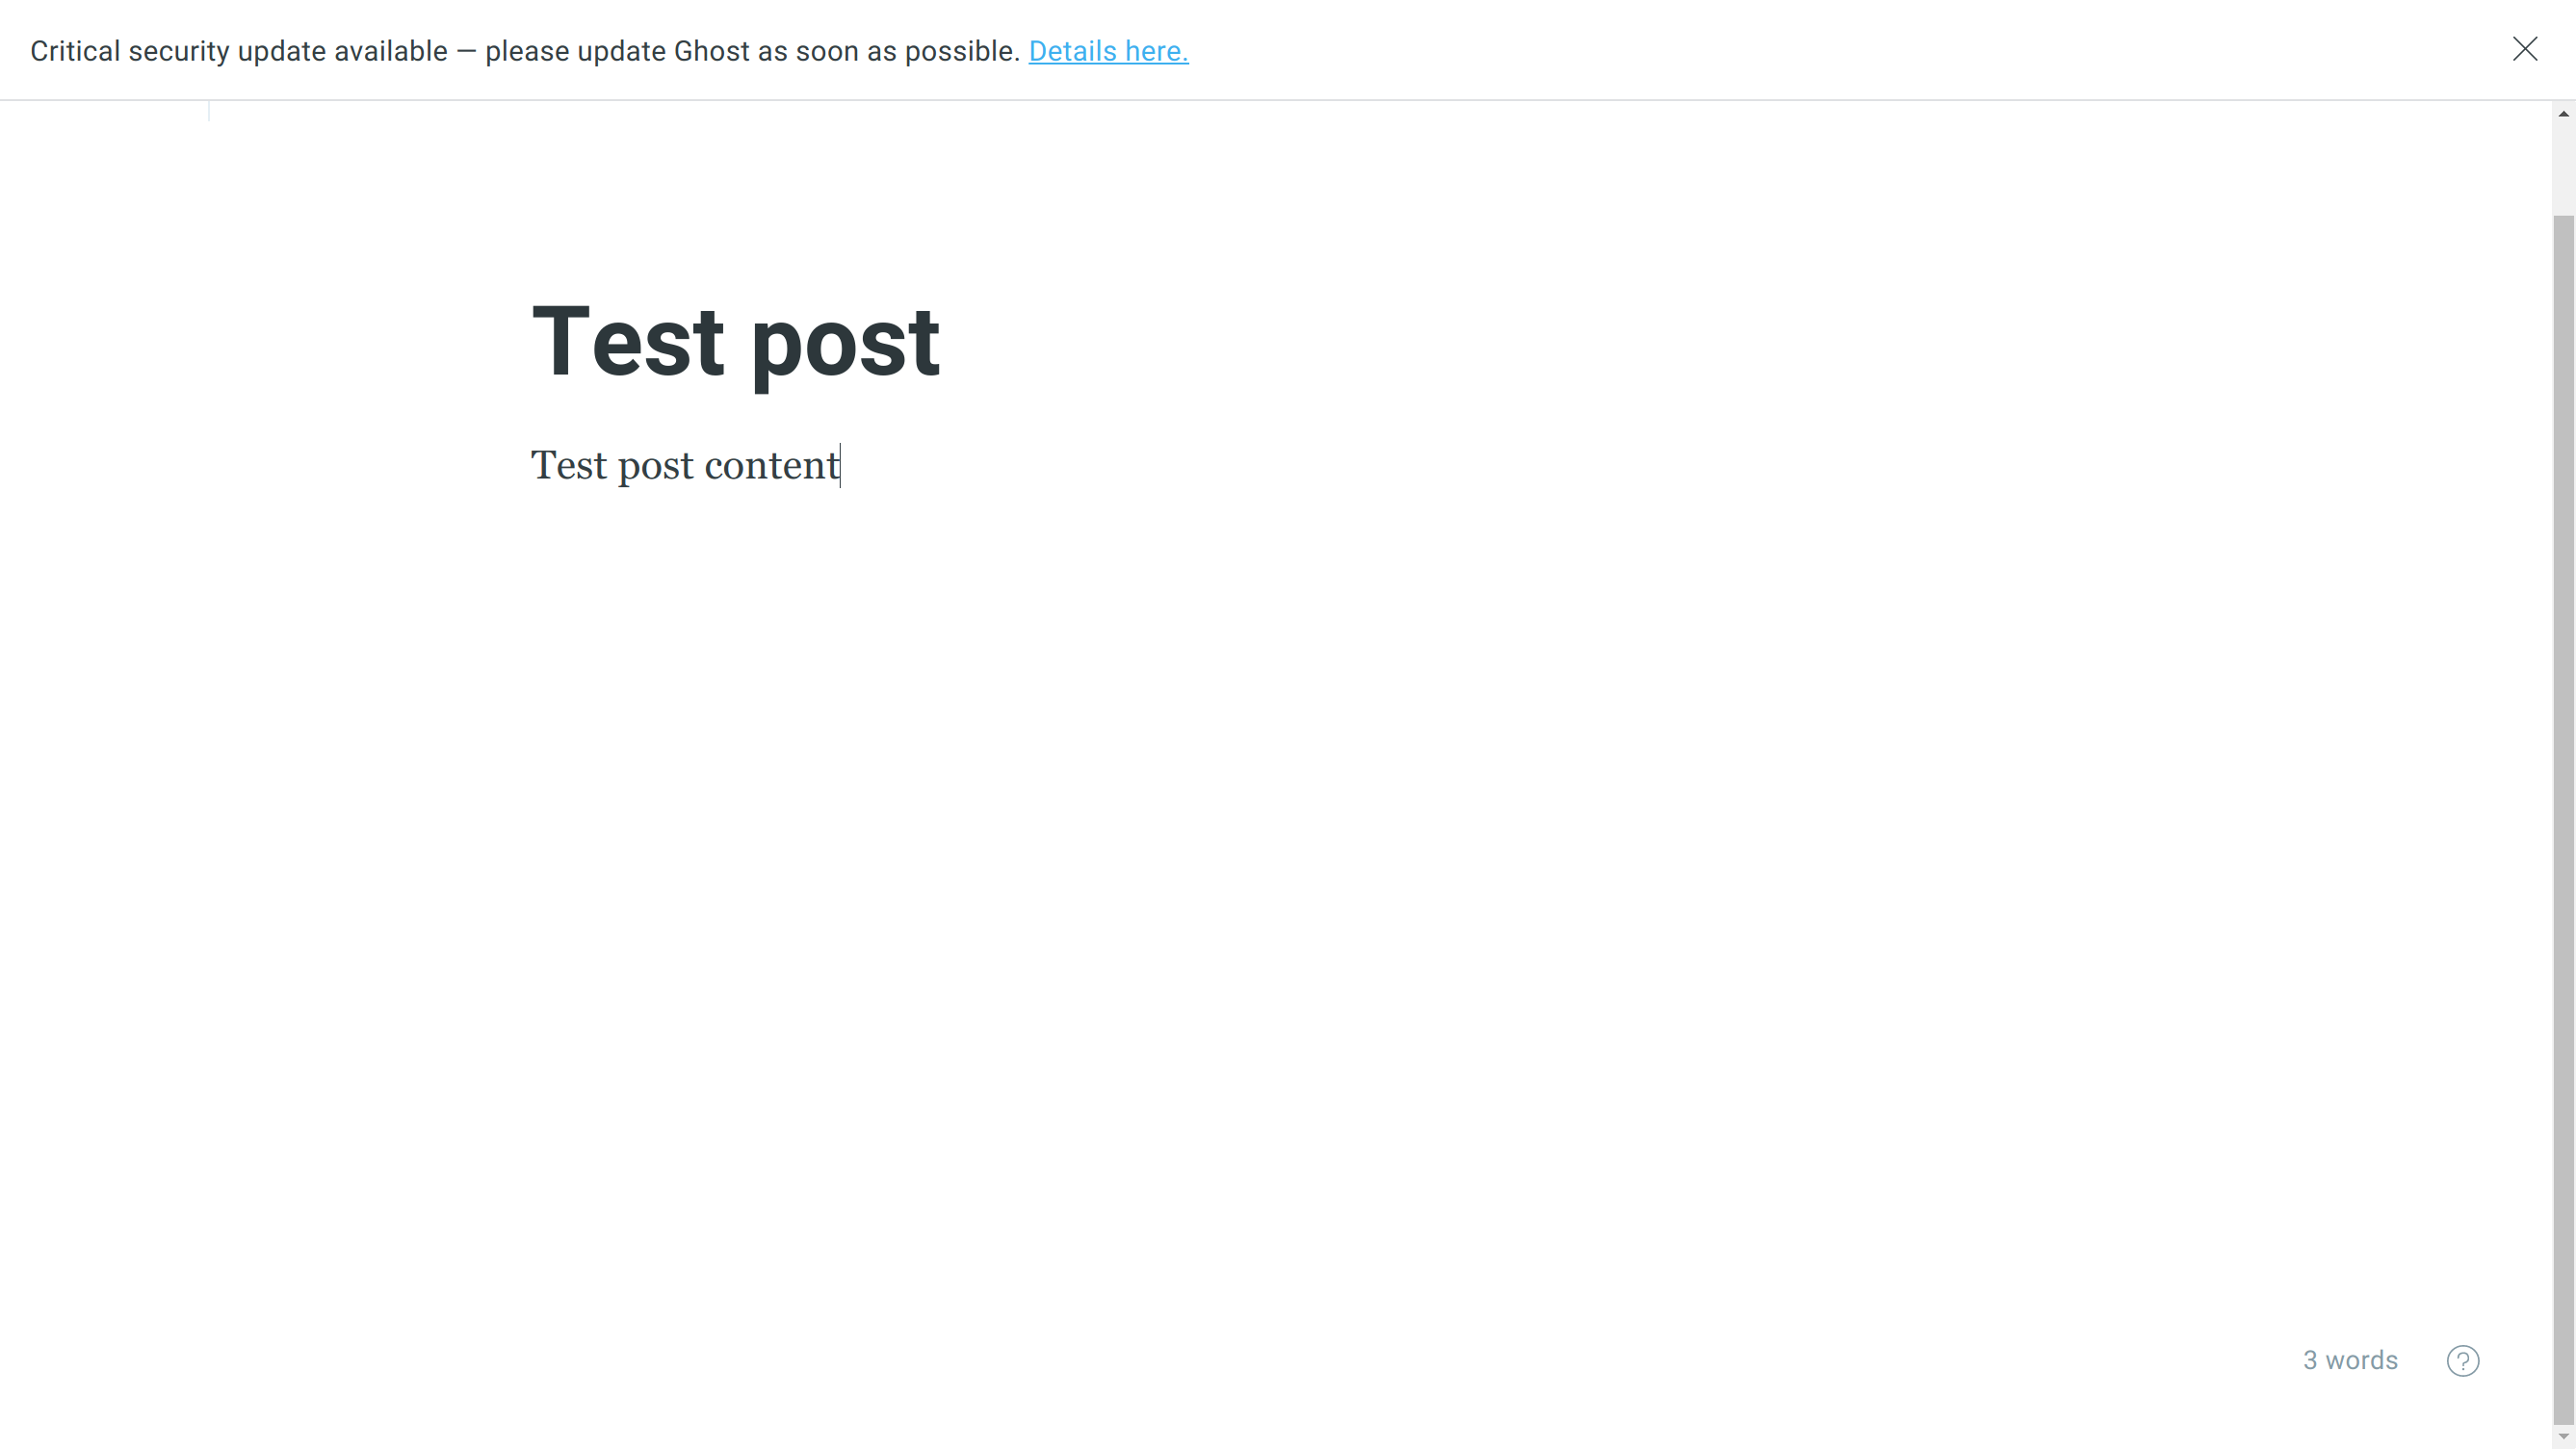 Critical security update available — please update Ghost as soon as possible. Details here.
Test post
Test post content
3 words
?